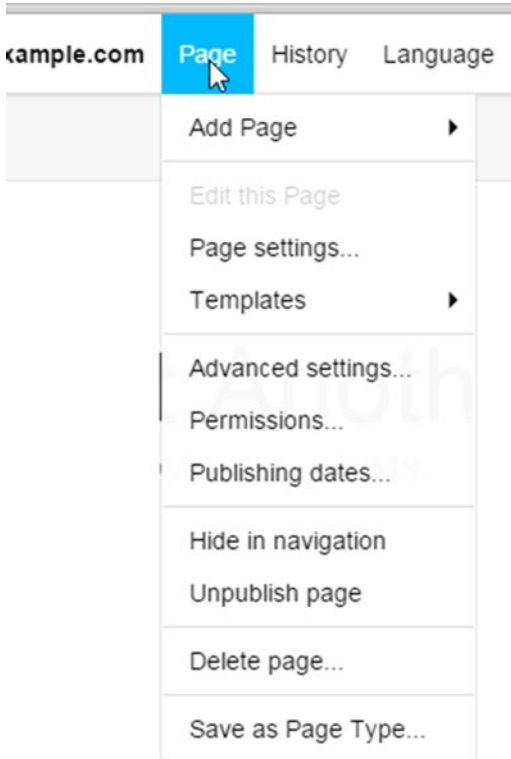 xample.com Page History Language
Add Page
Edit this Page
Page settings...
Templates
Advanced settings...
Permissions...
Publishing dates...
Hide in navigation
Unpublish page
Delete page...
Save as Page Type...